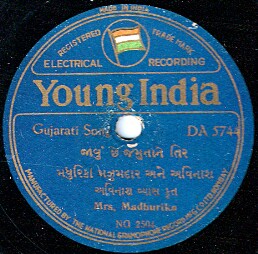 MADE IN INDIA
REGISTERED TRADE MARK
ELECTRICAL RECORDING
Young India
Gujarati Song DA 5744
જાવું છે જમુનાને તિર
મધુરિકા મજમુદાર અને અવિનાશ
અવિનાશ વ્યાસ કૃત
Mrs. Madhurika
NO 2504
MANUFACTURED BY THE NATIONAL GRAMOPHONE RECORD MFG. CO. LTD. BOMBAY